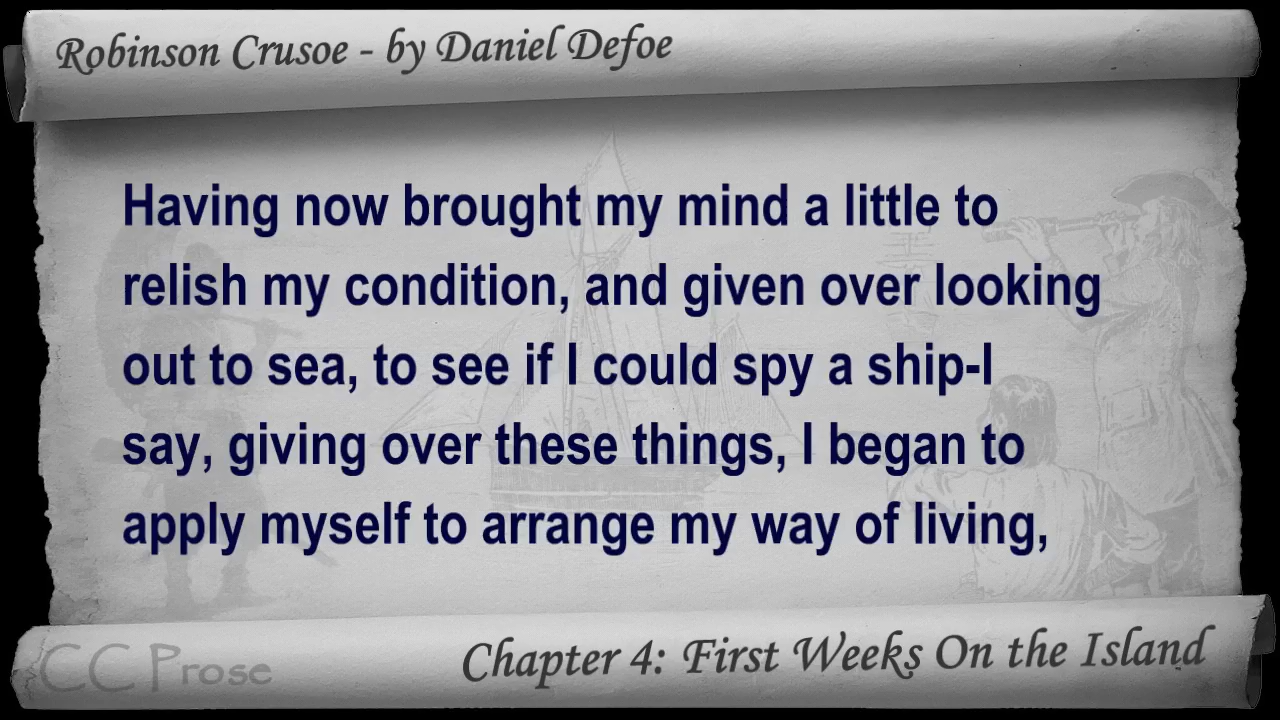 Robinson Crusoe - by Daniel Defoe
Having now brought my mind a little to
relish my condition, and given over looking
out to sea, to see if I could spy a ship-I
say, giving over these things, I began to
apply myself to arrange my way of living,
CC Prose
Chapter 4: First Weeks On the Island